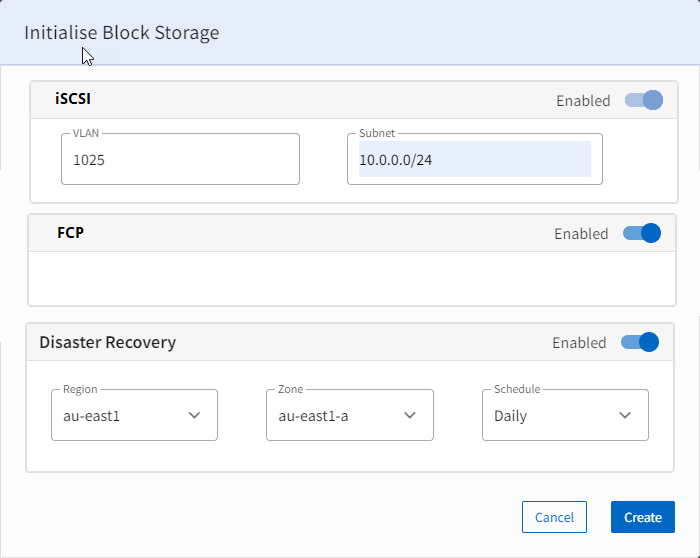 Initialise Block Storage
iSCSI Enabled
VLAN Subnet
1025 10.0.0.0/24
FCP Enabled
Disaster Recovery Enabled
Region Zone Schedule
au-east1 au-east1-a Daily
Cancel Create